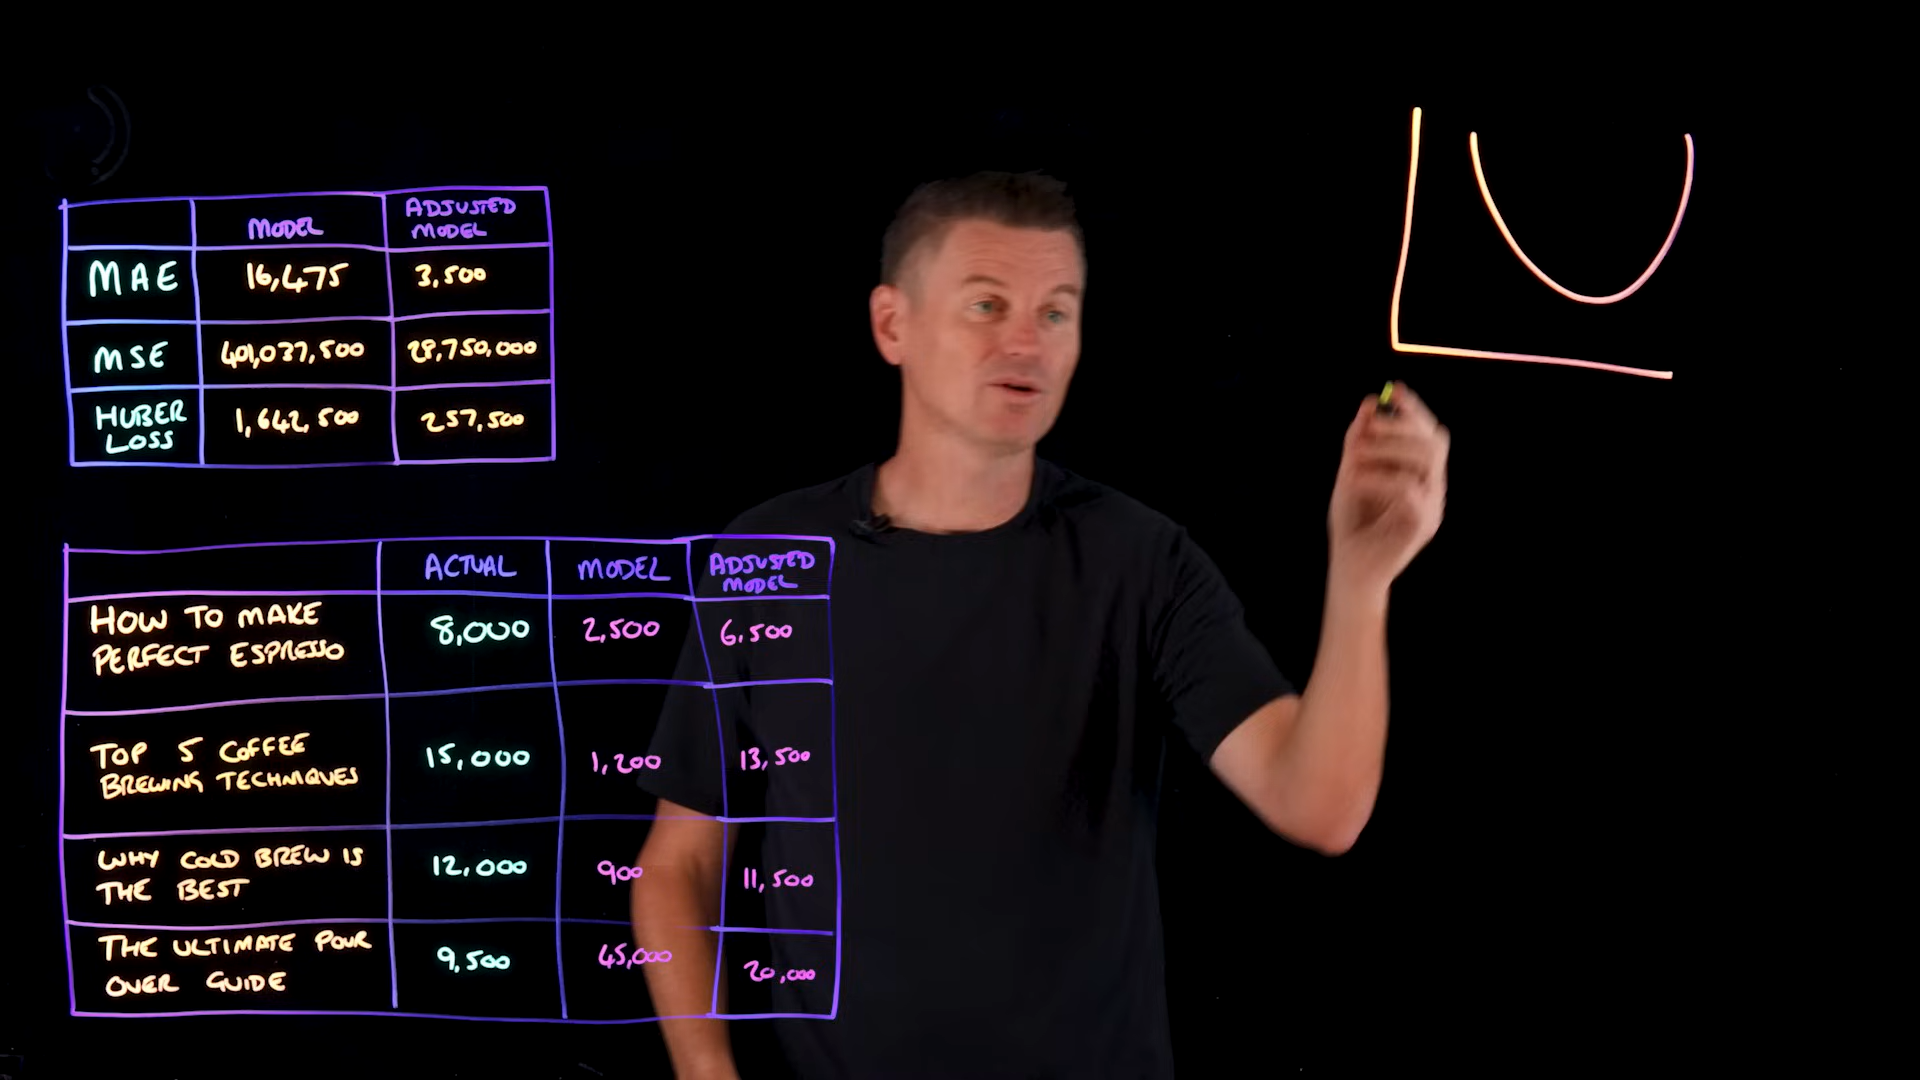 MODEL
ADJUSTED
MODEL
MAE
16,475
3,500
MSE
401,037,500
28,750,000
HUBER
LOSS
1,642,500
257,500
ACTUAL
MODEL
ADJUSTED
MODEL
HOW TO MAKE
PERFECT ESPRESSO
8,000
2,500
6,500
TOP 5 COFFEE
BREWING TECHNIQUES
15,000
1,200
13,500
WHY COLD BREW IS
THE BEST
12,000
900
11,500
THE ULTIMATE POUR
OVER GUIDE
9,500
45,000
20,000